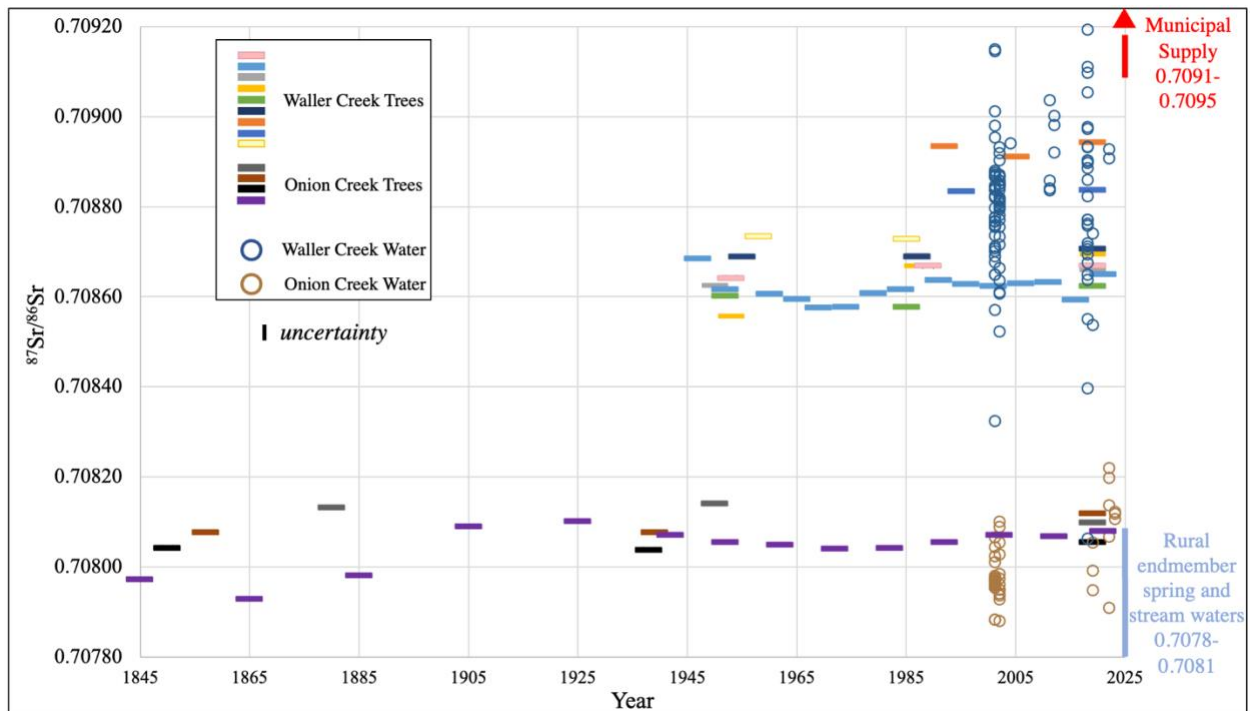 0.70920
0.70900
0.70880
0.70860
0.70840
0.70820
0.70800
0.70780
⁸⁷Sr/⁸⁶Sr
Waller Creek Trees
Onion Creek Trees
Waller Creek Water
Onion Creek Water
uncertainty
Municipal
Supply
0.7091-
0.7095
Rural
endmember
spring and
stream waters
0.7078-
0.7081
1845
1865
1885
1905
1925
1945
1965
1985
2005
2025
Year